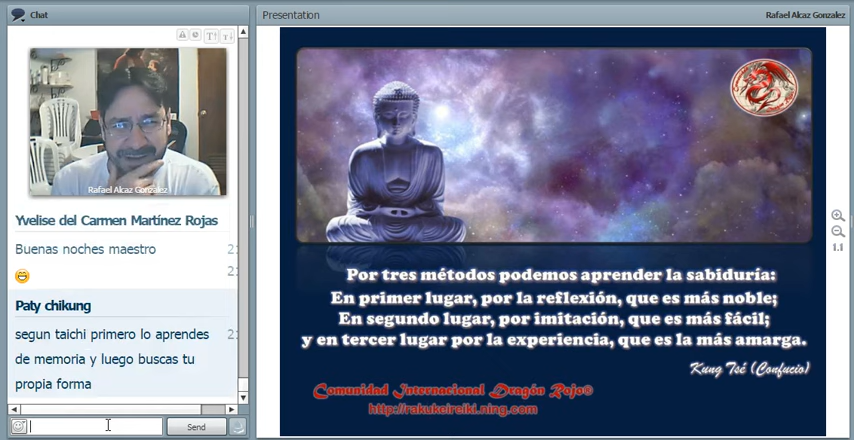 Chat
Rafael Alcaz Gonzalez
Yvelise del Carmen Martínez Rojas
Buenas noches maestro
Paty chikung
segun taichi primero lo aprendes
de memoria y luego buscas tu
propia forma
Send
Presentation
Rafael Alcaz Gonzalez
Por tres métodos podemos aprender la sabiduría:
En primer lugar, por la reflexión, que es más noble;
En segundo lugar, por imitación, que es más fácil;
y en tercer lugar por la experiencia, que es la más amarga.
Kung Tsé (Confucio)
Comunidad Internacional Dragón Rojo©
http://rakukeireiki.ning.com
1.1